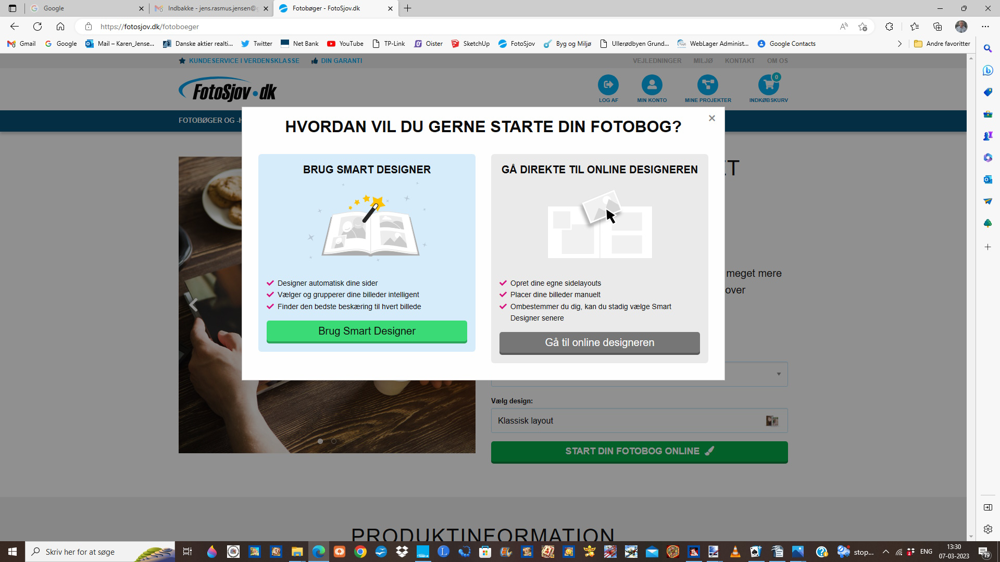 Google
Indbakke - jens.rasmus.jensen@g
Fotobøger - FotoSjov.dk
https://fotosjov.dk/fotoboeger
Gmail
Google
Mail – Karen_Jense...
Danske aktier realti...
Twitter
Net Bank
YouTube
TP-Link
Oister
SketchUp
FotoSjov
Byg og Miljø
Ullerødbyen Grund...
WebLager Administ...
Google Contacts
Andre favoritter
KUNDESERVICE I VERDENSKLASSE
DIN GARANTI
VEJLEDNINGER
MILJØ
KONTAKT
OM OS
FotoSjov.dk
LOG AF
MIN KONTO
MINE PROJEKTER
0
INDKØBSKURV
FOTOBØGER OG -H
HVORDAN VIL DU GERNE STARTE DIN FOTOBOG?
BRUG SMART DESIGNER
Designer automatisk dine sider
Vælger og grupperer dine billeder intelligent
Finder den bedste beskæring til hvert billede
Brug Smart Designer
GÅ DIREKTE TIL ONLINE DESIGNEREN
Opret dine egne sidelayouts
Placer dine billeder manuelt
Ombestemmer du dig, kan du stadig vælge Smart
Designer senere
Gå til online designeren
meget mere
over
Vælg design:
Klassisk layout
START DIN FOTOBOG ONLINE
PRODUKTINFORMATION
Skriv her for at søge
stop...
ENG
13:30
07-03-2023
19